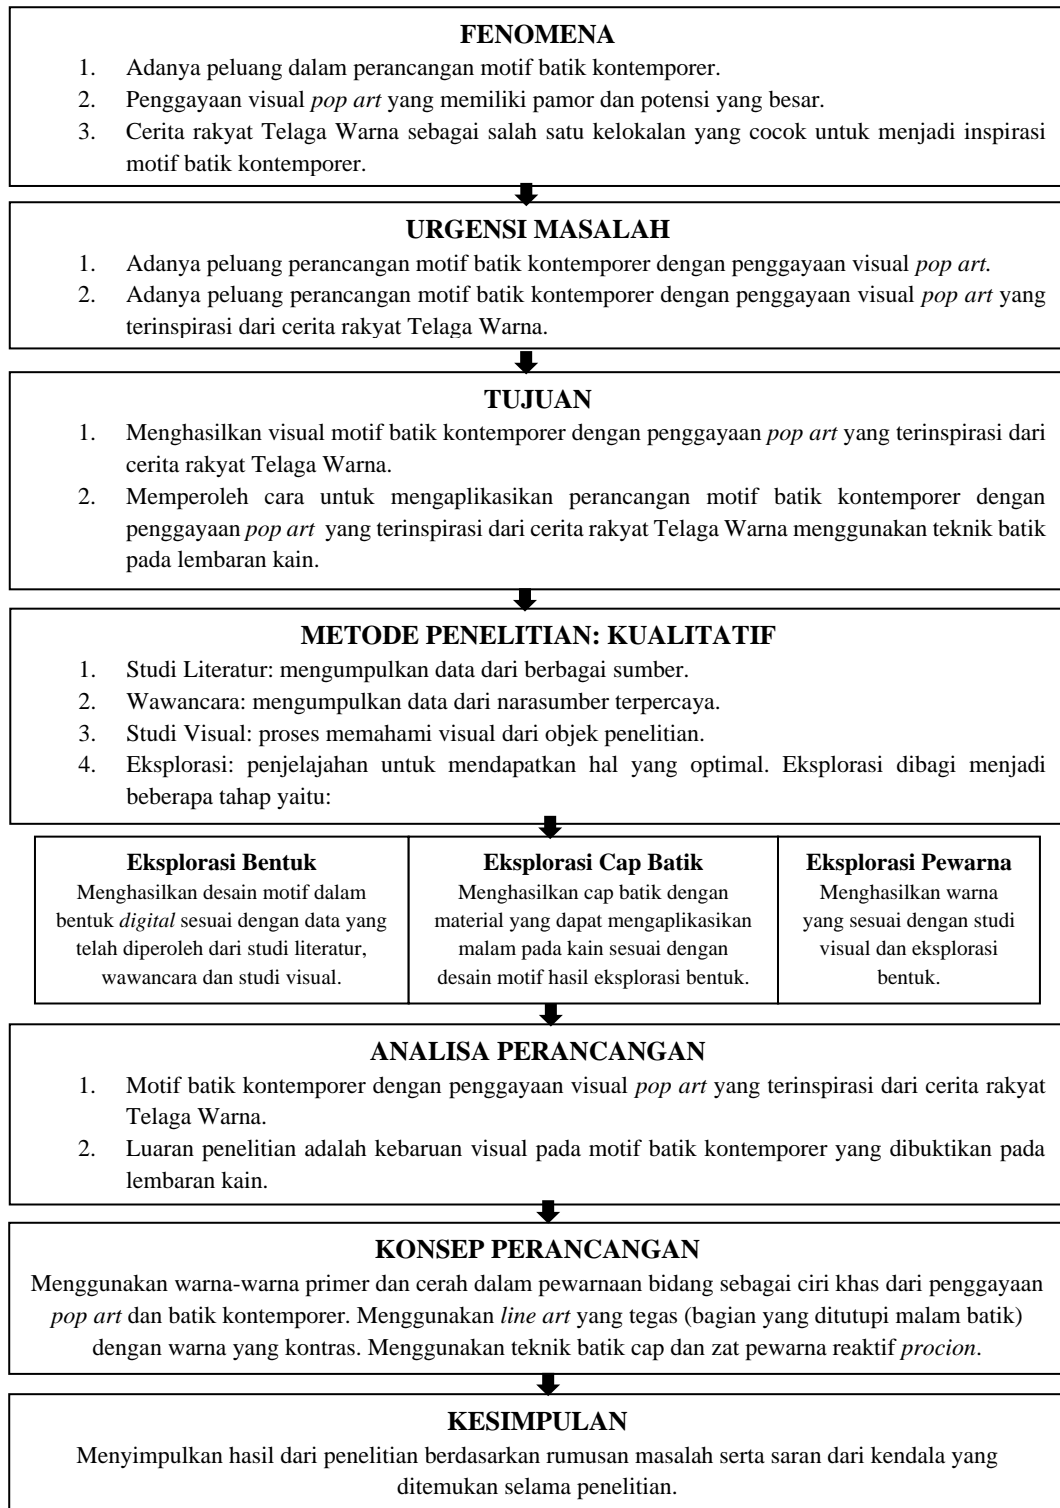 FENOMENA
1. Adanya peluang dalam perancangan motif batik kontemporer.
2. Penggayaan visual pop art yang memiliki pamor dan potensi yang besar.
3. Cerita rakyat Telaga Warna sebagai salah satu kelokalan yang cocok untuk menjadi inspirasi
motif batik kontemporer.
URGENSI MASALAH
1. Adanya peluang perancangan motif batik kontemporer dengan penggayaan visual pop art.
2. Adanya peluang perancangan motif batik kontemporer dengan penggayaan visual pop art yang
terinspirasi dari cerita rakyat Telaga Warna.
TUJUAN
1. Menghasilkan visual motif batik kontemporer dengan penggayaan pop art yang terinspirasi dari
cerita rakyat Telaga Warna.
2. Memperoleh cara untuk mengaplikasikan perancangan motif batik kontemporer dengan
penggayaan pop art yang terinspirasi dari cerita rakyat Telaga Warna menggunakan teknik batik
pada lembaran kain.
METODE PENELITIAN: KUALITATIF
1. Studi Literatur: mengumpulkan data dari berbagai sumber.
2. Wawancara: mengumpulkan data dari narasumber terpercaya.
3. Studi Visual: proses memahami visual dari objek penelitian.
4. Eksplorasi: penjelajahan untuk mendapatkan hal yang optimal. Eksplorasi dibagi menjadi
beberapa tahap yaitu:
Eksplorasi Bentuk
Menghasilkan desain motif dalam
bentuk digital sesuai dengan data yang
telah diperoleh dari studi literatur,
wawancara dan studi visual.
Eksplorasi Cap Batik
Menghasilkan cap batik dengan
material yang dapat mengaplikasikan
malam pada kain sesuai dengan
desain motif hasil eksplorasi bentuk.
Eksplorasi Pewarna
Menghasilkan warna
yang sesuai dengan studi
visual dan eksplorasi
bentuk.
ANALISA PERANCANGAN
1. Motif batik kontemporer dengan penggayaan visual pop art yang terinspirasi dari cerita rakyat
Telaga Warna.
2. Luaran penelitian adalah kebaruan visual pada motif batik kontemporer yang dibuktikan pada
lembaran kain.
KONSEP PERANCANGAN
Menggunakan warna-warna primer dan cerah dalam pewarnaan bidang sebagai ciri khas dari penggayaan
pop art dan batik kontemporer. Menggunakan line art yang tegas (bagian yang ditutupi malam batik)
dengan warna yang kontras. Menggunakan teknik batik cap dan zat pewarna reaktif procion.
KESIMPULAN
Menyimpulkan hasil dari penelitian berdasarkan rumusan masalah serta saran dari kendala yang
ditemukan selama penelitian.